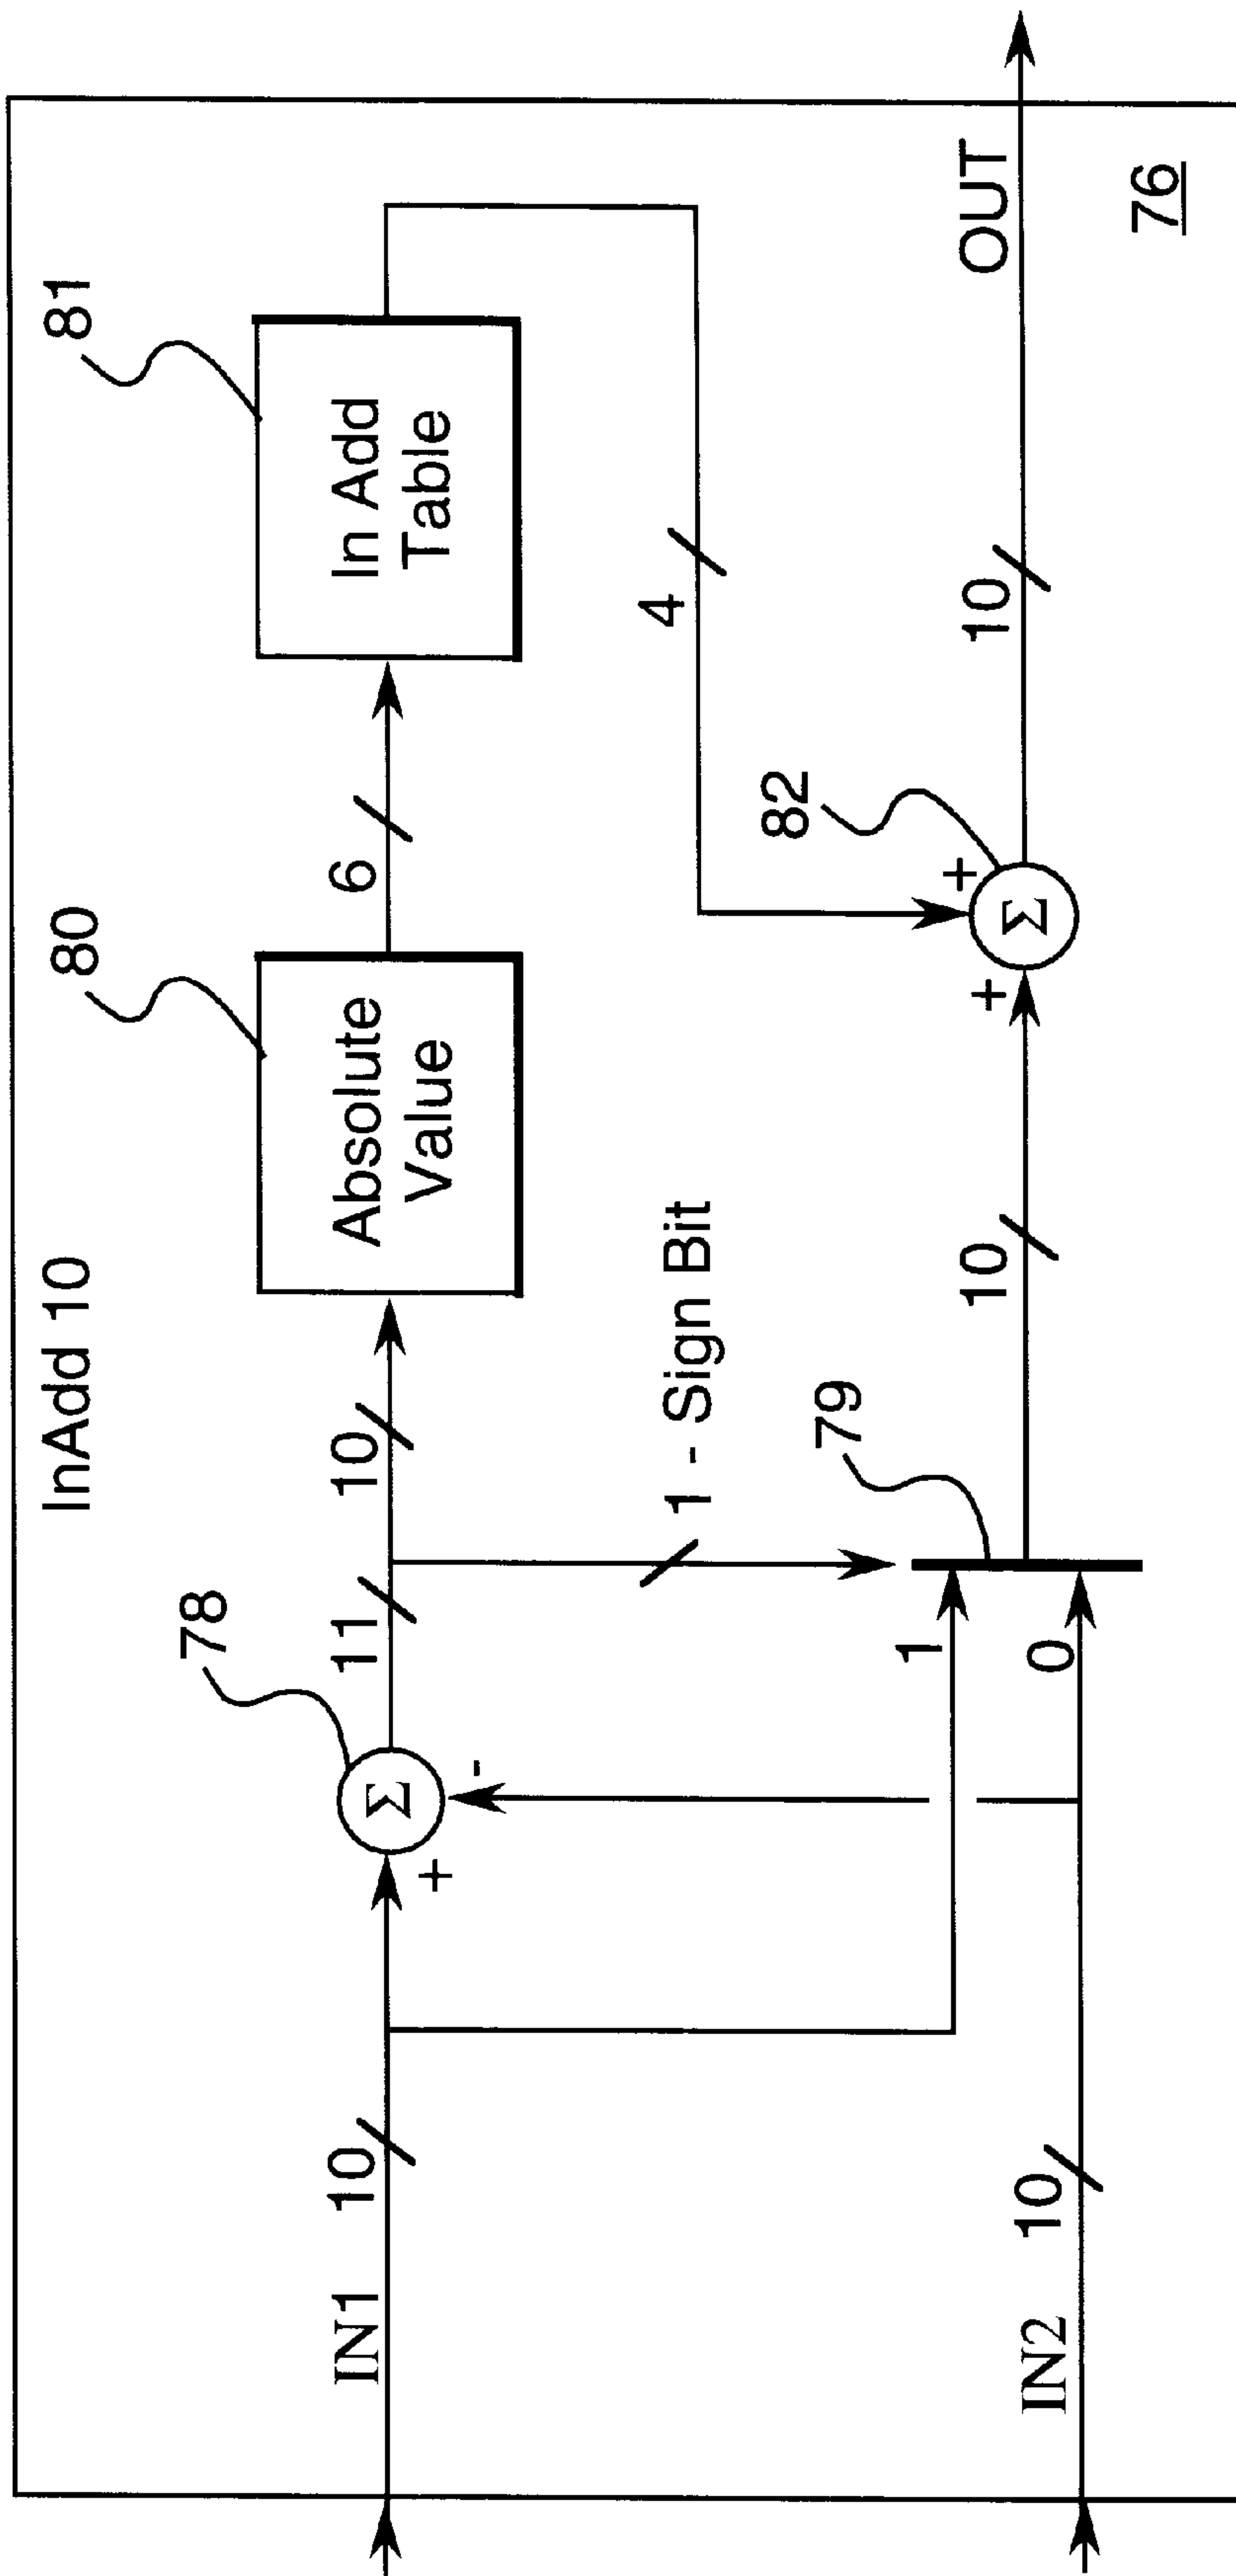 InAdd 10
78
80
81
IN1 10
+
Σ
-
11
10
Absolute
Value
6
In Add
Table
1 - Sign Bit
4
79
82
1
0
IN2 10
10
+
Σ
+
10
OUT
76